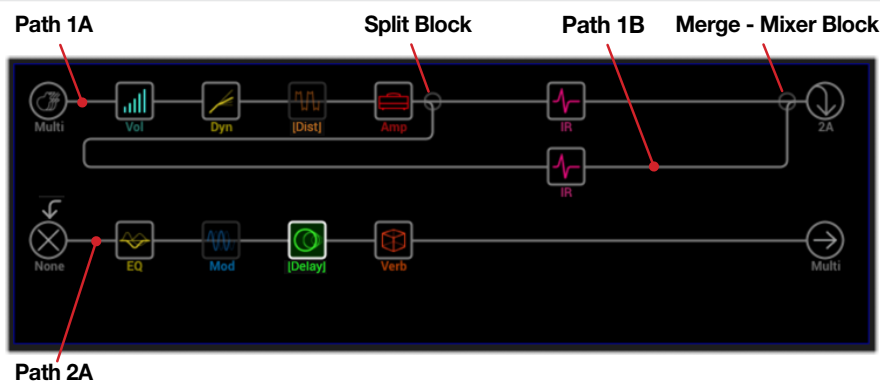 Path 1A
Split Block
Path 1B
Merge - Mixer Block
Multi
Vol
Dyn
[Dist]
Amp
IR
2A
IR
None
EQ
Mod
[Delay]
Verb
Multi
Path 2A